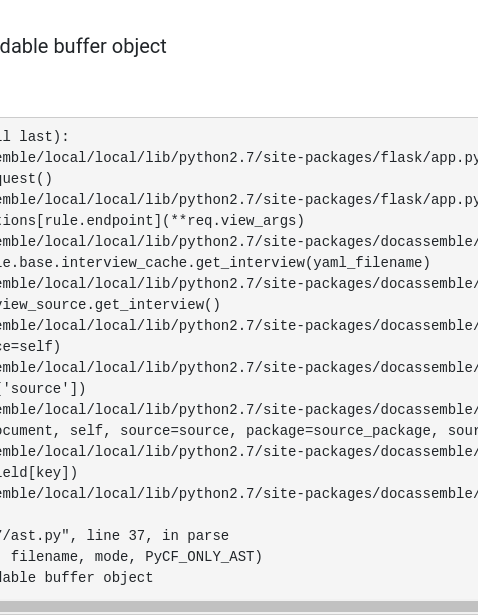 dable buffer object
ll last):
emble/local/local/lib/python2.7/site-packages/flask/app.py
quest()
emble/local/local/lib/python2.7/site-packages/flask/app.py
tions[rule.endpoint](**req.view_args)
emble/local/local/lib/python2.7/site-packages/docassemble/
le.base.interview_cache.get_interview(yaml_filename)
emble/local/local/lib/python2.7/site-packages/docassemble/
view_source.get_interview()
emble/local/local/lib/python2.7/site-packages/docassemble/
ce=self)
emble/local/local/lib/python2.7/site-packages/docassemble/
['source'])
emble/local/local/lib/python2.7/site-packages/docassemble/
ocument, self, source=source, package=source_package, sour
emble/local/local/lib/python2.7/site-packages/docassemble/
ield[key])
emble/local/local/lib/python2.7/site-packages/docassemble/
7/ast.py", line 37, in parse
, filename, mode, PyCF_ONLY_AST)
dable buffer object